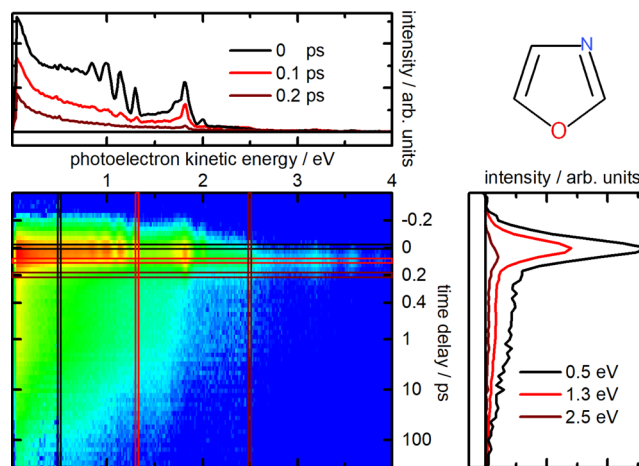 intensity / arb. units
0 ps
0.1 ps
0.2 ps
N
O
photoelectron kinetic energy / eV
1
2
3
4
intensity / arb. units
-0.2
0
0.2
0.4
1
10
100
time delay / ps
0.5 eV
1.3 eV
2.5 eV